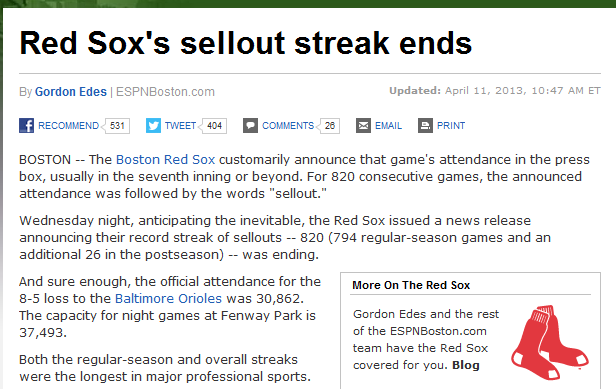 Red Sox's sellout streak ends
By Gordon Edes | ESPNBoston.com
Updated: April 11, 2013, 10:47 AM ET
RECOMMEND 531 TWEET 404 COMMENTS 26 EMAIL PRINT
BOSTON -- The Boston Red Sox customarily announce that game's attendance in the press
box, usually in the seventh inning or beyond. For 820 consecutive games, the announced
attendance was followed by the words "sellout."
Wednesday night, anticipating the inevitable, the Red Sox issued a news release
announcing their record streak of sellouts -- 820 (794 regular-season games and an
additional 26 in the postseason) -- was ending.
And sure enough, the official attendance for the
8-5 loss to the Baltimore Orioles was 30,862.
The capacity for night games at Fenway Park is
37,493.
Both the regular-season and overall streaks
were the longest in major professional sports.
More On The Red Sox
Gordon Edes and the rest
of the ESPNBoston.com
team have the Red Sox
covered for you. Blog